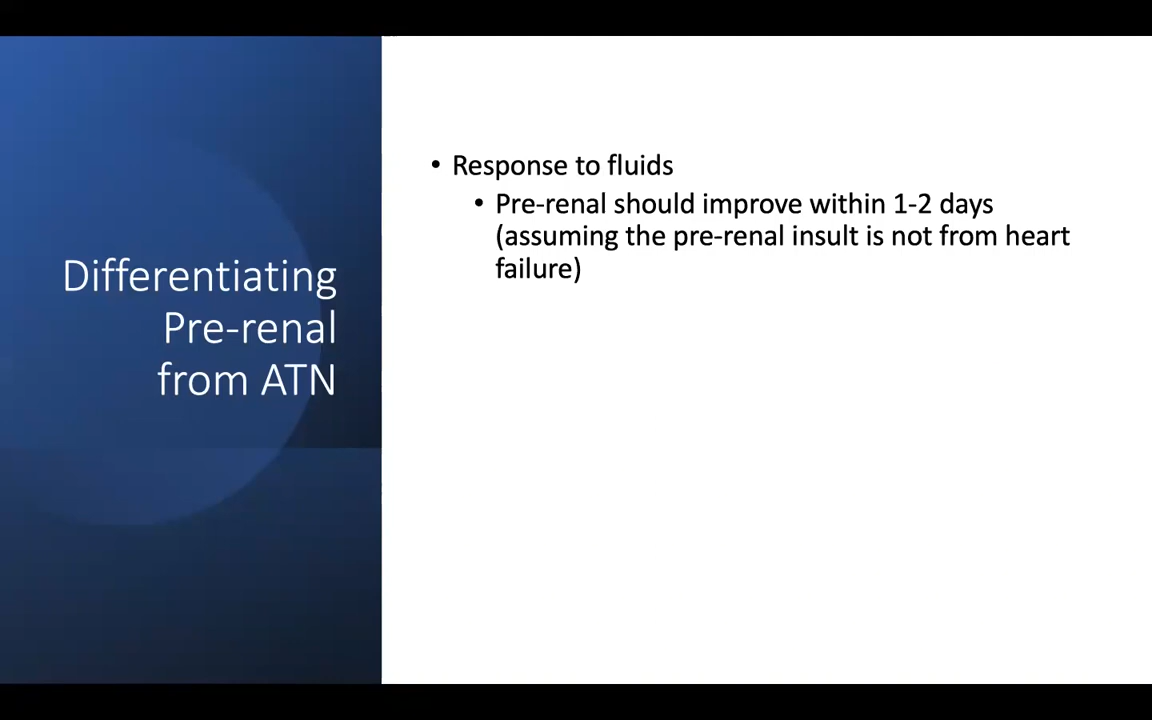 Differentiating
Pre-renal
from ATN
• Response to fluids
• Pre-renal should improve within 1-2 days
(assuming the pre-renal insult is not from heart
failure)